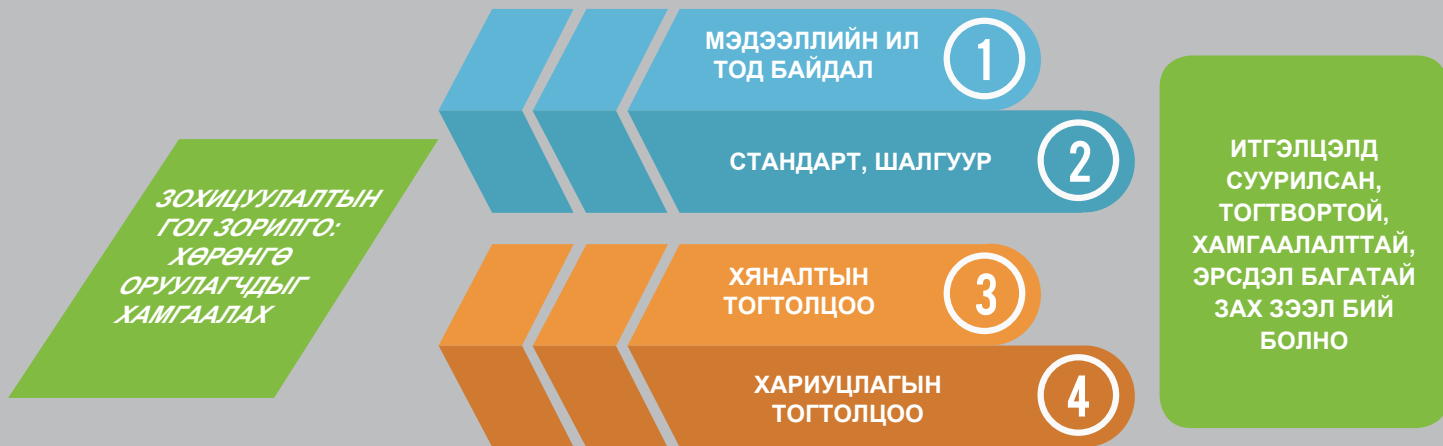 ЗОХИЦУУЛАЛТЫН
ГОЛ ЗОРИЛГО:
ХӨРӨНГӨ
ОРУУЛАГЧДЫГ
ХАМГААЛАХ
МЭДЭЭЛЛИЙН ИЛ
ТОД БАЙДАЛ
1
СТАНДАРТ, ШАЛГУУР
2
ХЯНАЛТЫН
ТОГТОЛЦОО
3
ХАРИУЦЛАГЫН
ТОГТОЛЦОО
4
ИТГЭЛЦЭЛД
СУУРИЛСАН,
ТОГТВОРТОЙ,
ХАМГААЛАЛТТАЙ,
ЭРСДЭЛ БАГАТАЙ
ЗАХ ЗЭЭЛ БИЙ
БОЛНО